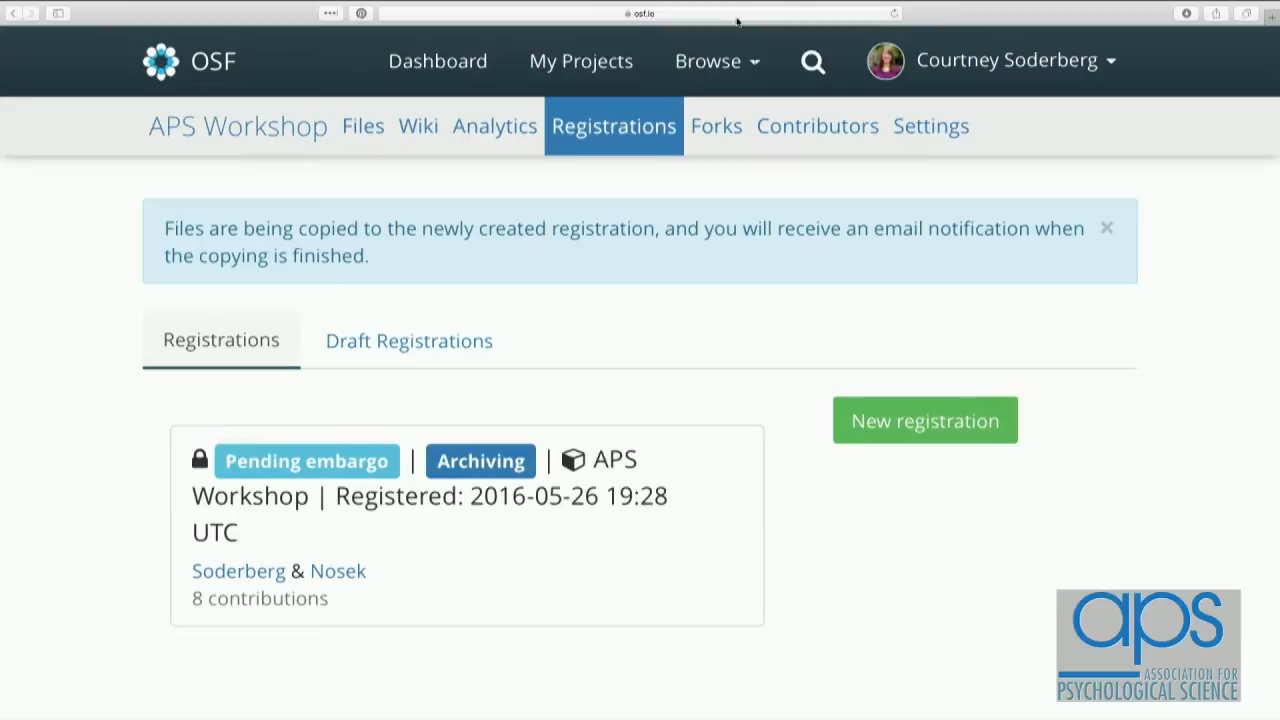 osf.io
OSF
Dashboard
My Projects
Browse
Courtney Soderberg
APS Workshop
Files
Wiki
Analytics
Registrations
Forks
Contributors
Settings
Files are being copied to the newly created registration, and you will receive an email notification when
the copying is finished.
×
Registrations
Draft Registrations
New registration
Pending embargo | Archiving | APS
Workshop | Registered: 2016-05-26 19:28
UTC
Soderberg & Nosek
8 contributions
aps
ASSOCIATION FOR
PSYCHOLOGICAL SCIENCE